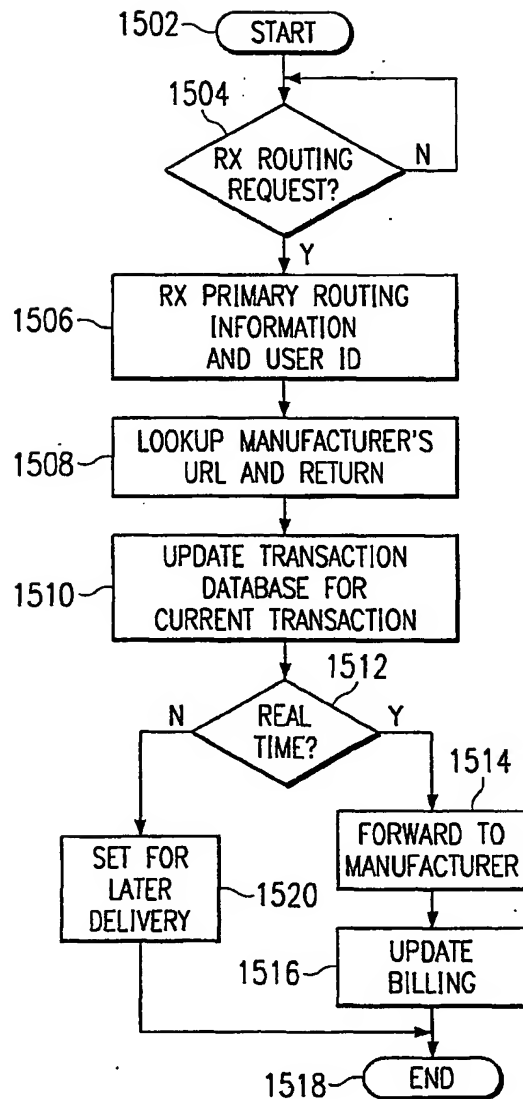 1502
START
1504
RX ROUTING
REQUEST?
N
Y
1506
RX PRIMARY ROUTING
INFORMATION
AND USER ID
1508
LOOKUP MANUFACTURER'S
URL AND RETURN
1510
UPDATE TRANSACTION
DATABASE FOR
CURRENT TRANSACTION
1512
N
REAL
TIME?
Y
1514
FORWARD TO
MANUFACTURER
SET FOR
LATER
DELIVERY
1520
1516
UPDATE
BILLING
1518
END